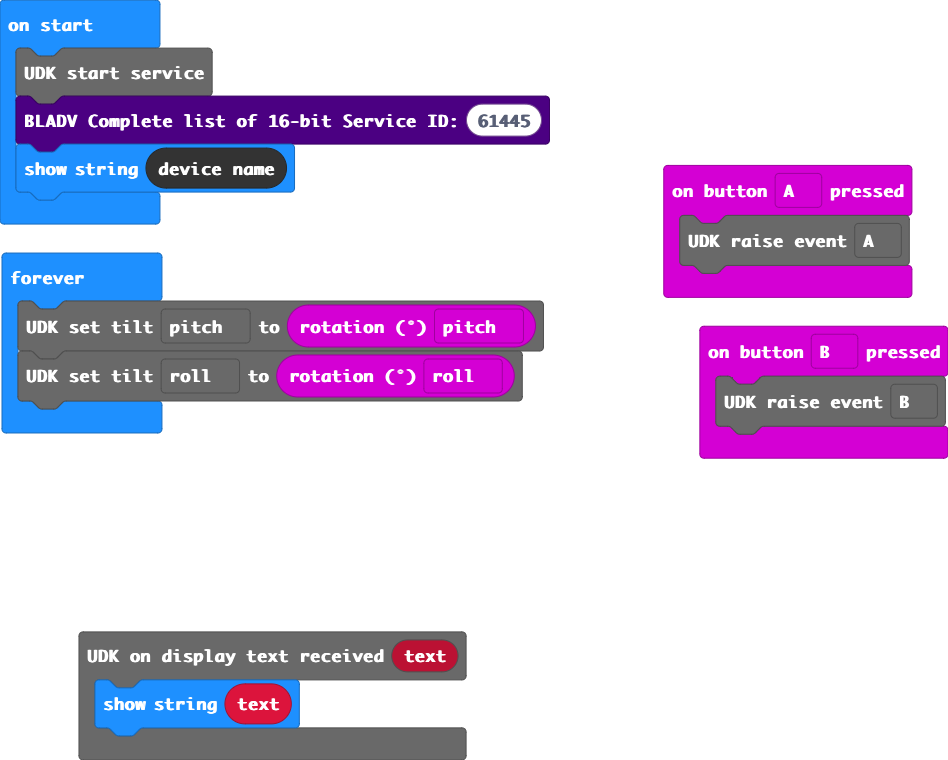 on start
UDK start service
BLADV Complete list of 16-bit Service ID: 61445
show string device name
on button A pressed
UDK raise event A
forever
UDK set tilt pitch to rotation (°) pitch
UDK set tilt roll to rotation (°) roll
on button B pressed
UDK raise event B
UDK on display text received text
show string text